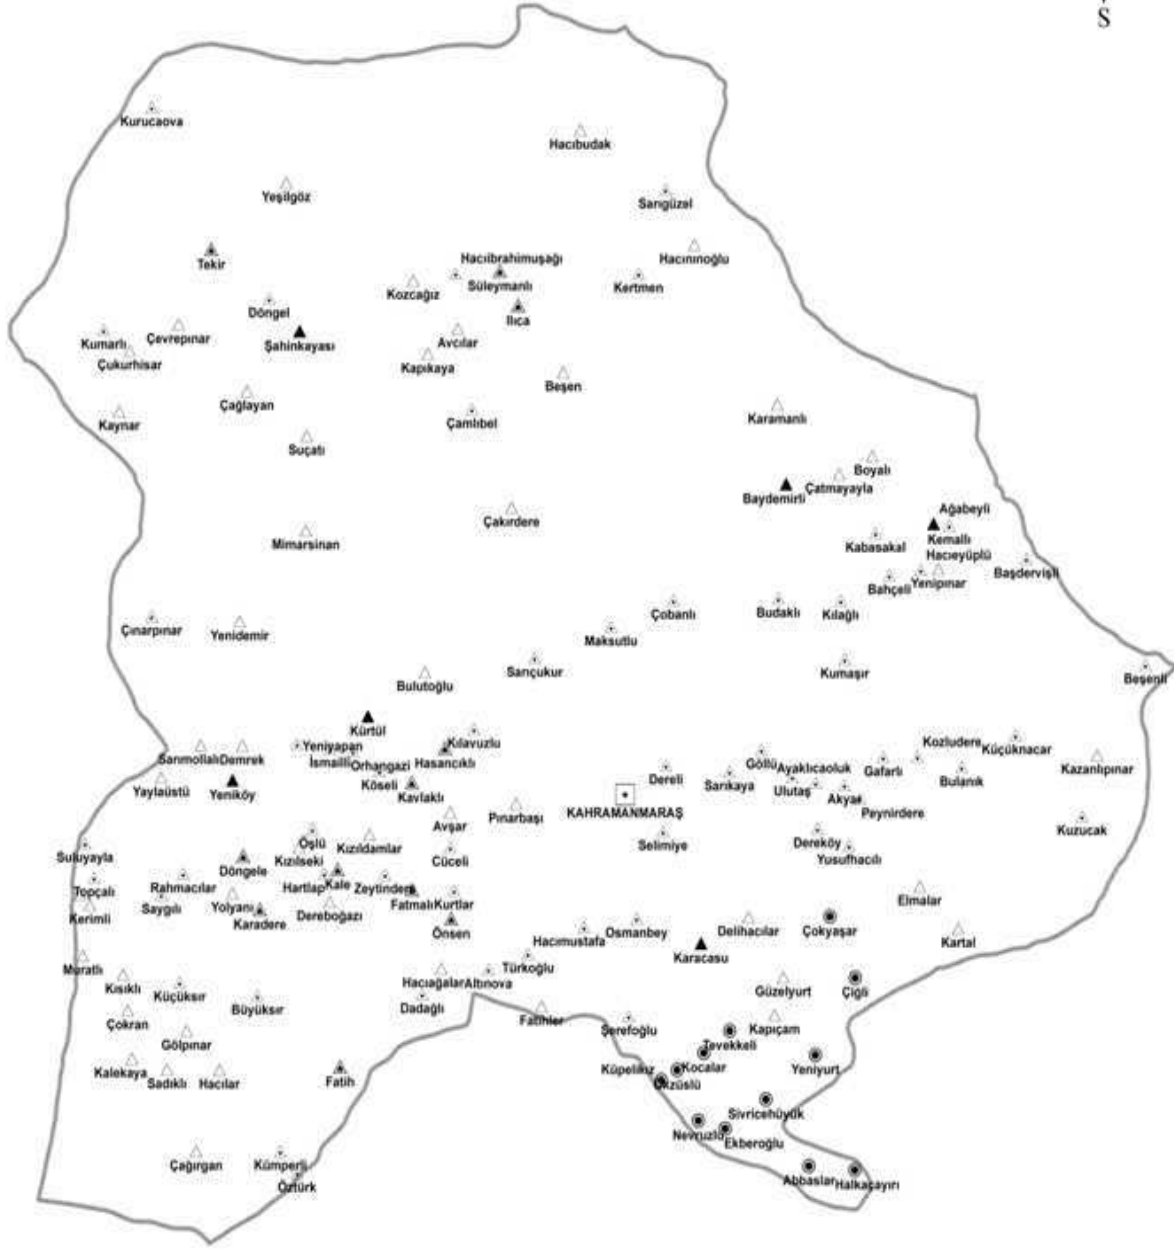 S
Kurucaova
Hacıbudak
Yeşilgöz
Sarıgüzel
Tekir
Hacıibrahimuşağı
Hacınınoğlu
Süleymanlı
Kertmen
Kozcağız
Döngel
Ilıca
Kumarlı
Çevrepınar
Şahinkayası
Avcılar
Çukurhisar
Kapıkaya
Beşen
Çağlayan
Kaynar
Çamlıbel
Karamanlı
Suçatı
Boyalı
Baydemirli
Çatmayayla
Çakırdere
Ağabeyli
Mimarsinan
Kabasakal
Kemallı
Hacıeyüplü
Başdervişli
Bahçeli
Yenipınar
Çobanlı
Budaklı
Kılağlı
Çınarpınar
Yenidemir
Maksutlu
Sarıçukur
Kumaşır
Beşenli
Bulutoğlu
Kürtül
Kılavuzlu
Sarımollalı
Demrek
Yeniyapan
İsmailli
Orhangazi
Hasancıklı
Kozludere
Küçüknacar
Göllü
Ayaklıcaoluk
Gafarlı
Bulanık
Kazanlıpınar
Yaylaüstü
Yeniköy
Köseli
Kavlaklı
Dereli
Sarıkaya
Ulutaş
Akyar
Peynirdere
KAHRAMANMARAŞ
Avşar
Pınarbaşı
Kuzucak
Öşlü
Kızıldamlar
Selimiye
Dereköy
Yusufhacılı
Suluyayla
Kızılseki
Cüceli
Döngele
Topçalı
Rahmacılar
Hartlap
Kale
Zeytindere
Kerimli
Saygılı
Yolyanı
Karadere
Dereboğazı
Fatmalı
Kurtlar
Elmalar
Önsen
Hacımustafa
Osmanbey
Delihacılar
Çokyaşar
Kartal
Karacasu
Muratlı
Kısıklı
Küçüksır
Büyüksır
Hacıağalar
Altınova
Türkoğlu
Güzelyurt
Çiğli
Çokran
Dadağlı
Fatihler
Şerefoğlu
Kapıçam
Gölpınar
Tevekkeli
Kalekaya
Sadıklı
Hacılar
Fatih
Küpelikız
Kocalar
Yeniyurt
Öküzüslü
Sivricehüyük
Nevruzlu
Ekberoğlu
Çağırgan
Kümperli
Öztürk
Abbaslar
Halkaçayırı